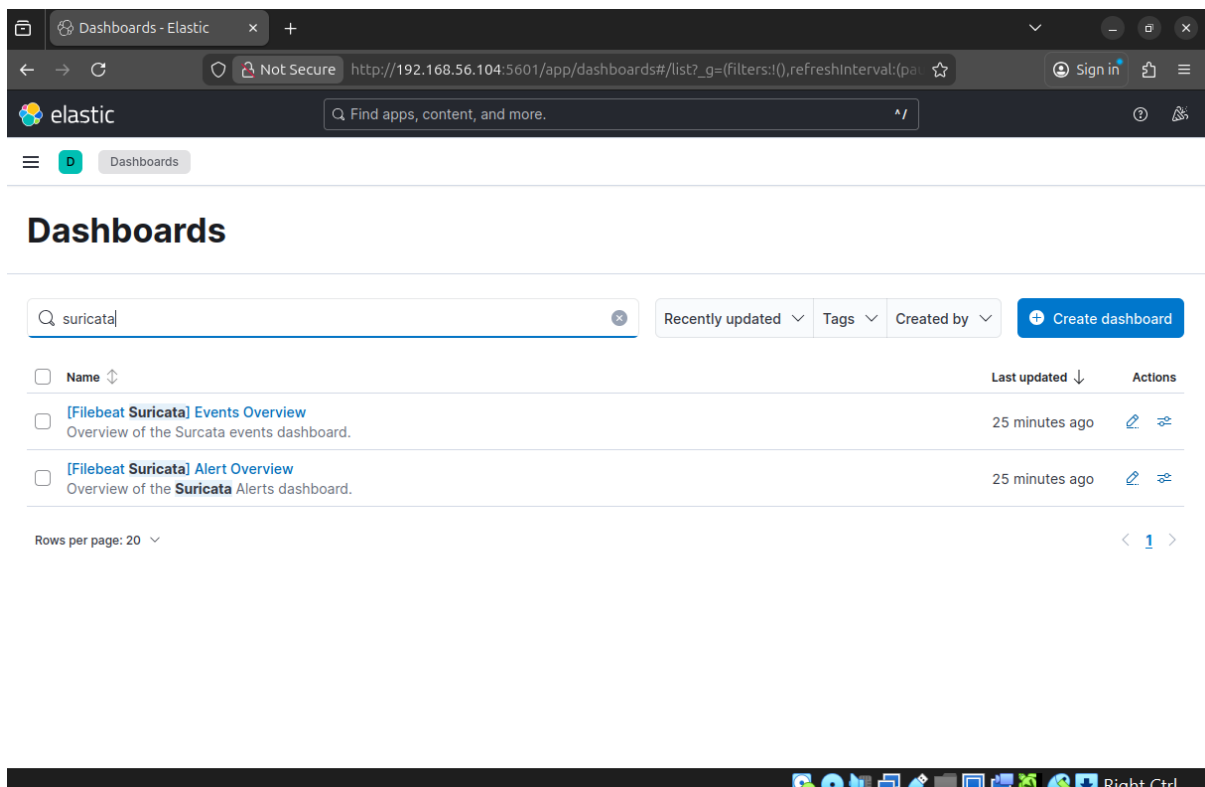 Dashboards - Elastic
Not Secure http://192.168.56.104:5601/app/dashboards#/list?_g=(filters:!(),refreshInterval:(pau
Sign in
elastic
Find apps, content, and more.
^/
D Dashboards
Dashboards
suricata
Recently updated Tags Created by Create dashboard
Name Last updated Actions
[Filebeat Suricata] Events Overview
Overview of the Surcata events dashboard.
25 minutes ago
[Filebeat Suricata] Alert Overview
Overview of the Suricata Alerts dashboard.
25 minutes ago
Rows per page: 20
1
Right Ctrl